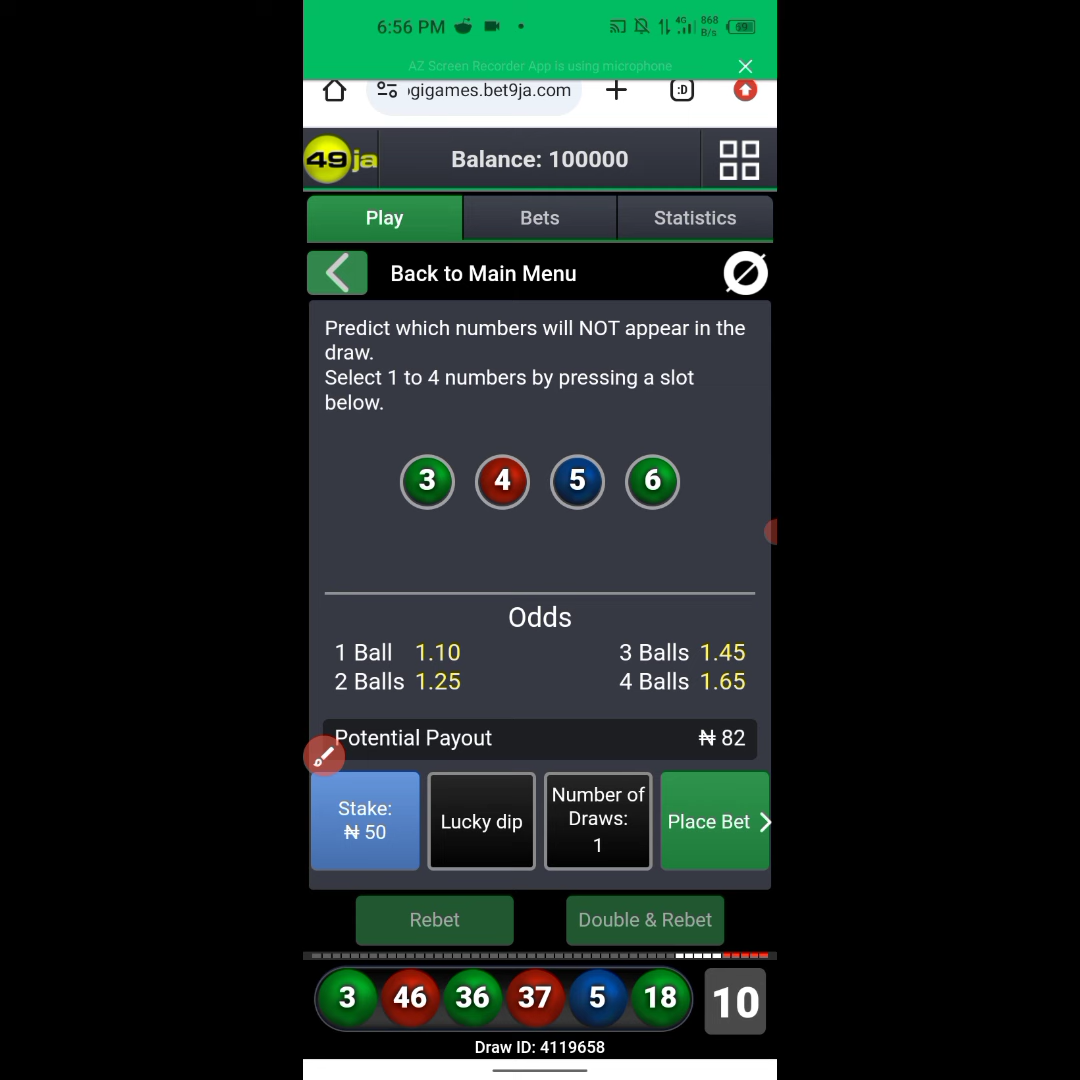 6:56 PM
4G 868 B/s
AZ Screen Recorder App is using microphone
gigames.bet9ja.com
:D
49ja
Balance: 100000
Play
Bets
Statistics
Back to Main Menu
Predict which numbers will NOT appear in the
draw.
Select 1 to 4 numbers by pressing a slot
below.
3 4 5 6
Odds
1 Ball 1.10
3 Balls 1.45
2 Balls 1.25
4 Balls 1.65
Potential Payout ₦ 82
Stake:
₦ 50
Lucky dip
Number of
Draws:
1
Place Bet
Rebet
Double & Rebet
3 46 36 37 5 18
10
Draw ID: 4119658